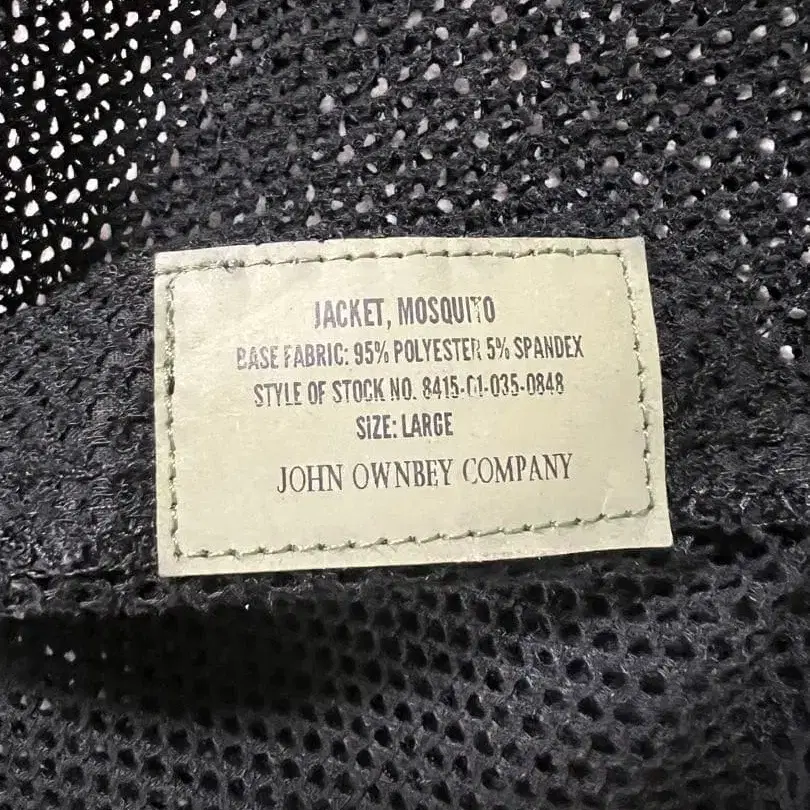 JACKET, MOSQUITO
BASE FABRIC: 95% POLYESTER 5% SPANDEX
STYLE OF STOCK NO. 8415-01-035-0848
SIZE: LARGE
JOHN OWNBEY COMPANY